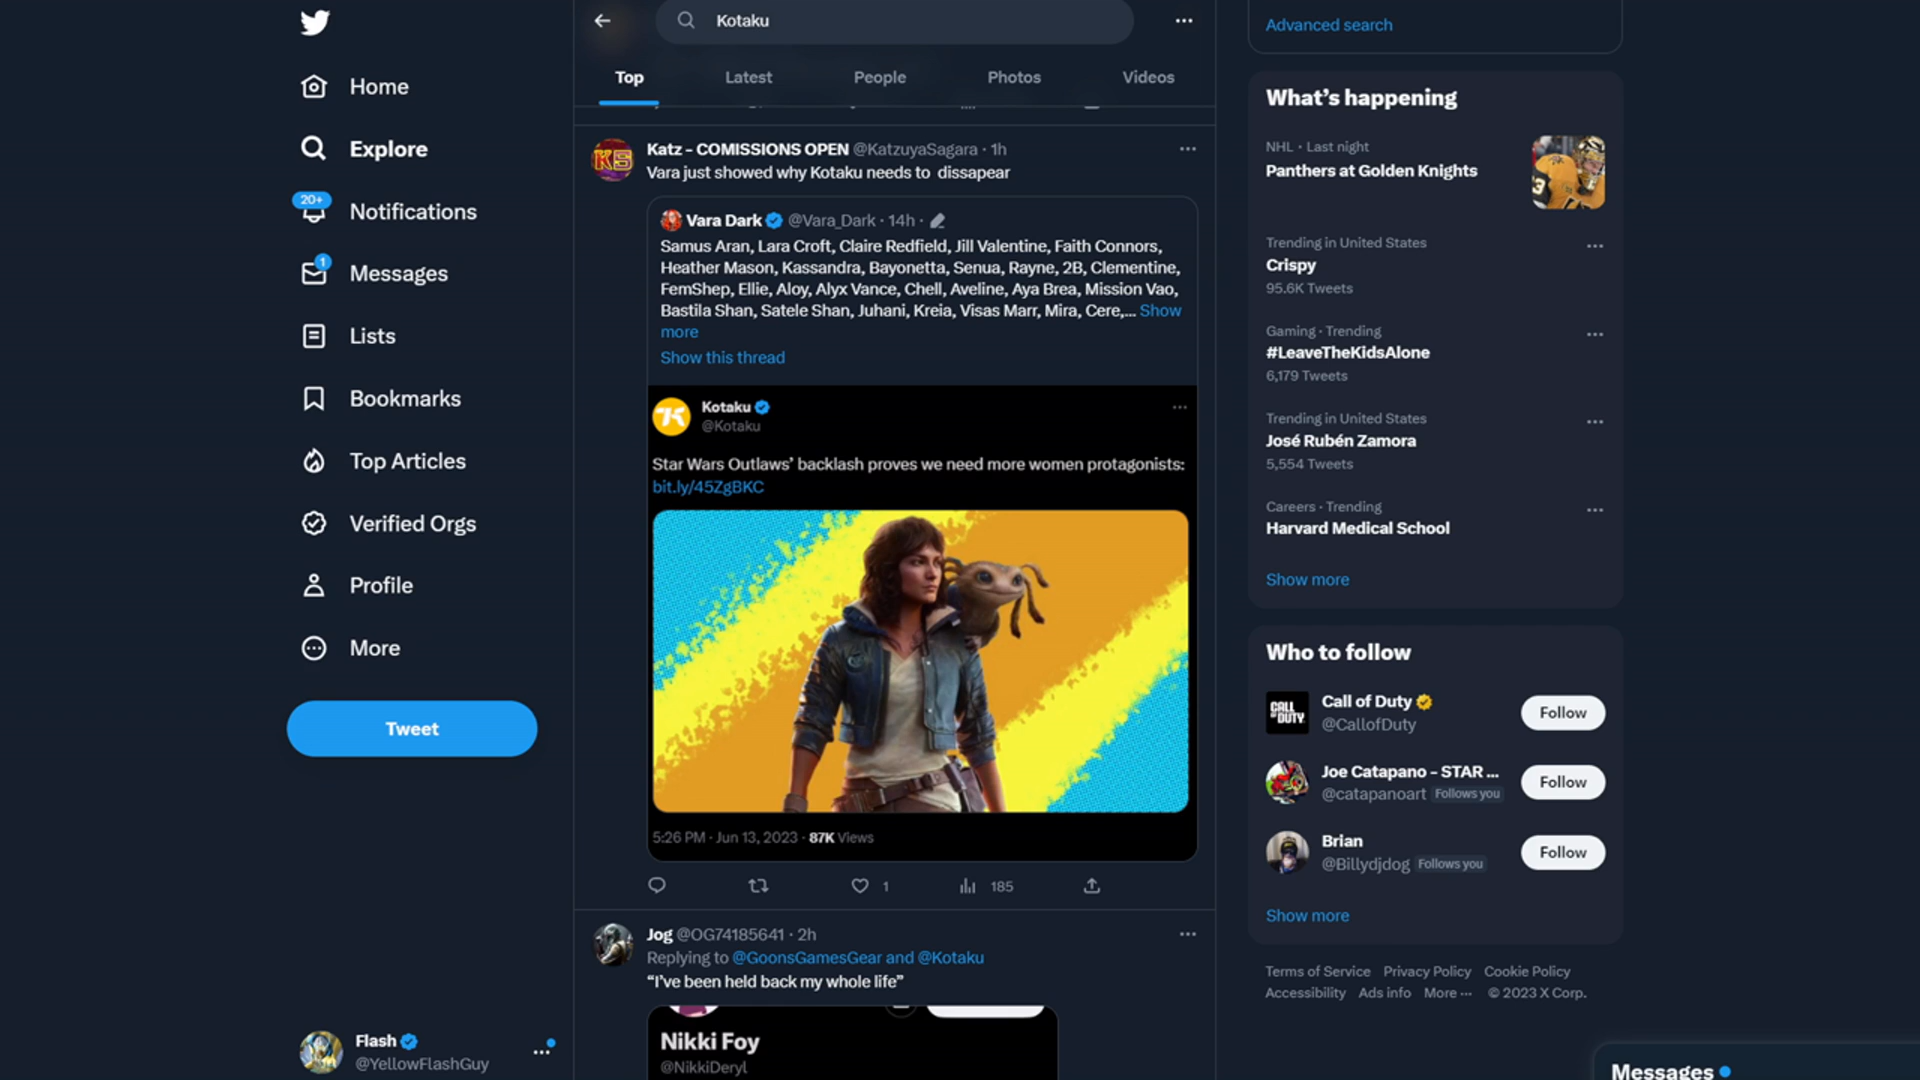 Home
Explore
20+
Notifications
1
Messages
Lists
Bookmarks
Top Articles
Verified Orgs
Profile
More
Tweet
Flash
@YellowFlashGuy
Kotaku
Top Latest People Photos Videos
KS
Katz - COMISSIONS OPEN @KatzuyaSagara · 1h
Vara just showed why Kotaku needs to dissapear
Vara Dark @Vara_Dark · 14h ·
Samus Aran, Lara Croft, Claire Redfield, Jill Valentine, Faith Connors,
Heather Mason, Kassandra, Bayonetta, Senua, Rayne, 2B, Clementine,
FemShep, Ellie, Aloy, Alyx Vance, Chell, Aveline, Aya Brea, Mission Vao,
Bastila Shan, Satele Shan, Juhani, Kreia, Visas Marr, Mira, Cere,... Show
more
Show this thread
Kotaku
@Kotaku
Star Wars Outlaws’ backlash proves we need more women protagonists:
bit.ly/45ZgBKC
5:26 PM · Jun 13, 2023 · 87K Views
1 185
Jog @OG74185641 · 2h
Replying to @GoonsGamesGear and @Kotaku
“I’ve been held back my whole life”
Nikki Foy
@NikkiDeryl
Advanced search
What’s happening
NHL · Last night
Panthers at Golden Knights
Trending in United States
Crispy
95.6K Tweets
Gaming · Trending
#LeaveTheKidsAlone
6,179 Tweets
Trending in United States
José Rubén Zamora
5,554 Tweets
Careers · Trending
Harvard Medical School
Show more
Who to follow
CALL OF DUTY
Call of Duty
@CallofDuty
Follow
Joe Catapano - STAR ...
@catapanoart Follows you
Follow
Brian
@Billydjdog Follows you
Follow
Show more
Terms of Service Privacy Policy Cookie Policy
Accessibility Ads info More ··· © 2023 X Corp.
Messages